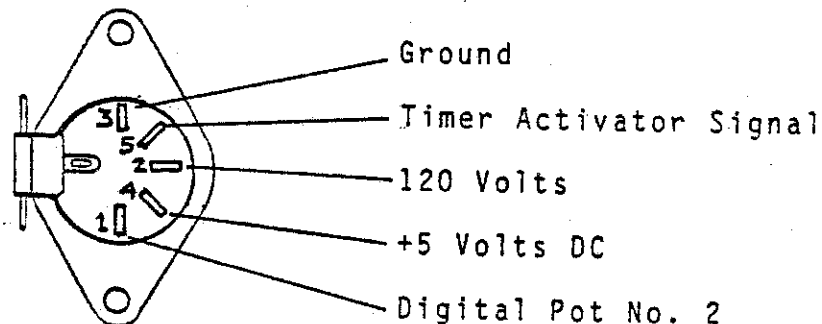 Ground
3
Timer Activator Signal
5
2
120 Volts
4
+5 Volts DC
1
Digital Pot No. 2